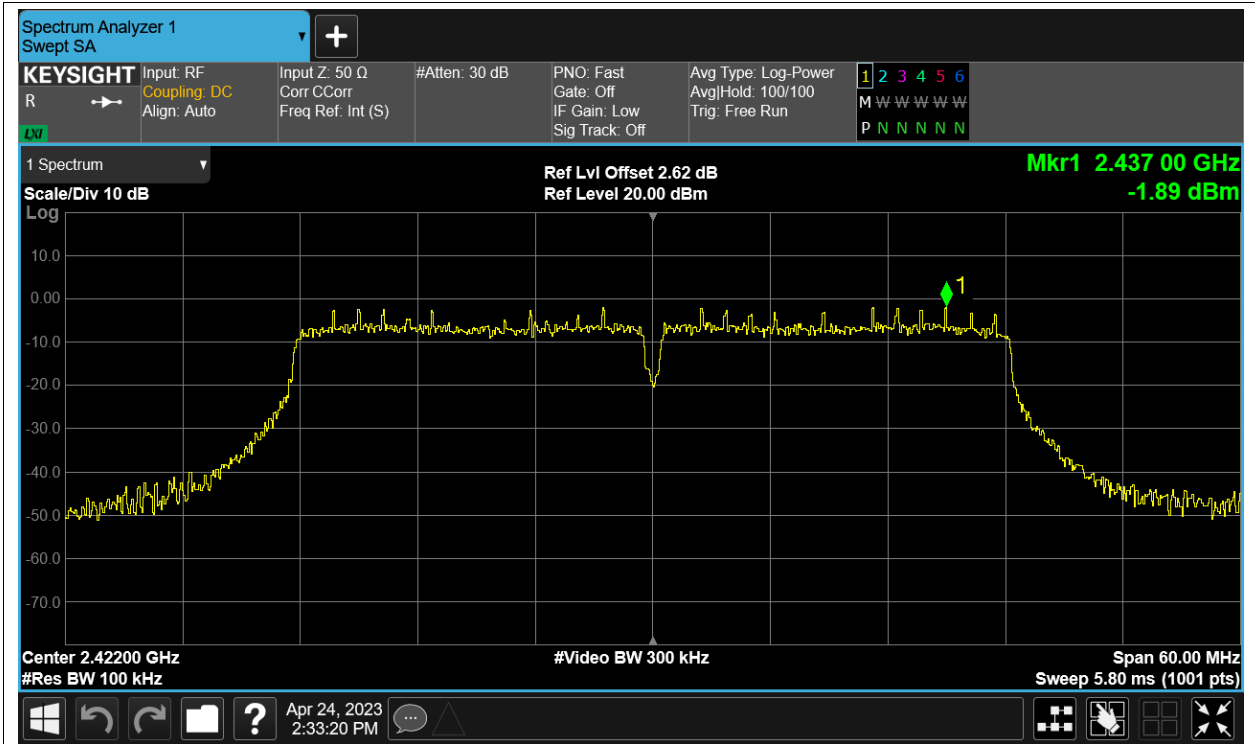 Spectrum Analyzer 1
Swept SA
+
KEYSIGHT
R
LXI
Input: RF
Coupling: DC
Align: Auto
Input Z: 50 Ω
Corr CCorr
Freq Ref: Int (S)
#Atten: 30 dB
PNO: Fast
Gate: Off
IF Gain: Low
Sig Track: Off
Avg Type: Log-Power
Avg|Hold: 100/100
Trig: Free Run
1 2 3 4 5 6
M W W W W W
P N N N N N
1 Spectrum
Scale/Div 10 dB
Log
Ref Lvl Offset 2.62 dB
Ref Level 20.00 dBm
Mkr1 2.437 00 GHz
-1.89 dBm
10.0
0.00
-10.0
-20.0
-30.0
-40.0
-50.0
-60.0
-70.0
1
Center 2.42200 GHz
#Res BW 100 kHz
#Video BW 300 kHz
Span 60.00 MHz
Sweep 5.80 ms (1001 pts)
?
Apr 24, 2023
2:33:20 PM